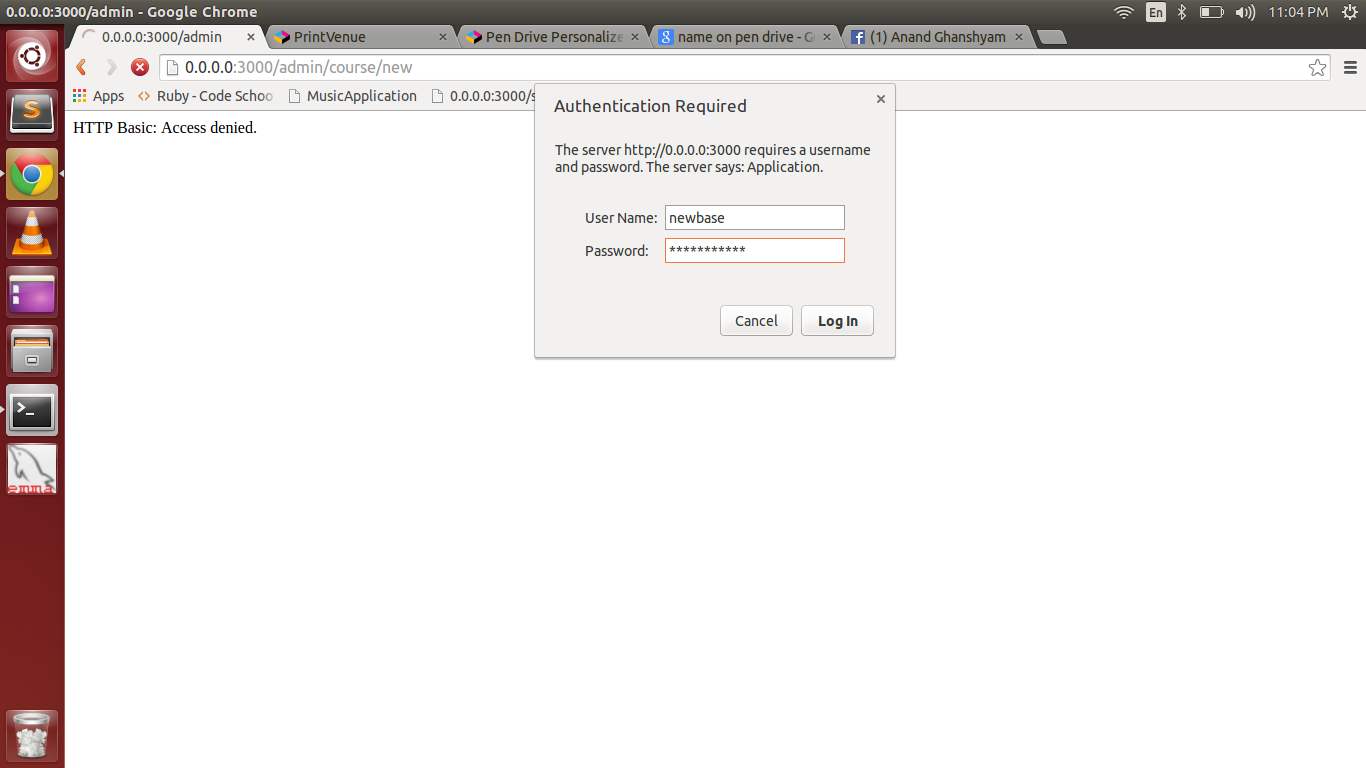 0.0.0.0:3000/admin - Google Chrome
En
11:04 PM
0.0.0.0:3000/admin
PrintVenue
Pen Drive Personalize
name on pen drive - G
(1) Anand Ghanshyam
0.0.0.0:3000/admin/course/new
Apps
Ruby - Code Schoo
MusicApplication
0.0.0.0:3000/s
HTTP Basic: Access denied.
Authentication Required
The server http://0.0.0.0:3000 requires a username
and password. The server says: Application.
User Name: newbase
Password: ***********
Cancel
Log In
emma